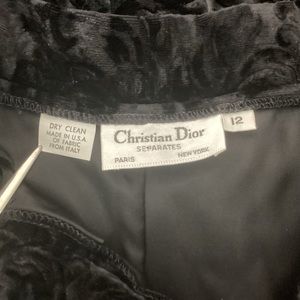 DRY CLEAN
MADE IN U.S.A.
OF FABRIC
FROM ITALY
Christian Dior
SEPARATES
PARIS NEW YORK
12